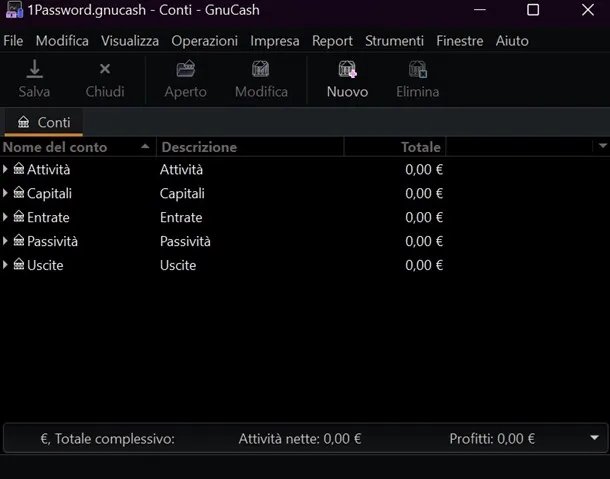 1Password.gnucash - Conti - GnuCash
File Modifica Visualizza Operazioni Impresa Report Strumenti Finestre Aiuto
Salva Chiudi Aperto Modifica Nuovo Elimina
Conti
Nome del conto Descrizione Totale
Attività Attività 0,00 €
Capitali Capitali 0,00 €
Entrate Entrate 0,00 €
Passività Passività 0,00 €
Uscite Uscite 0,00 €
€, Totale complessivo: Attività nette: 0,00 € Profitti: 0,00 €